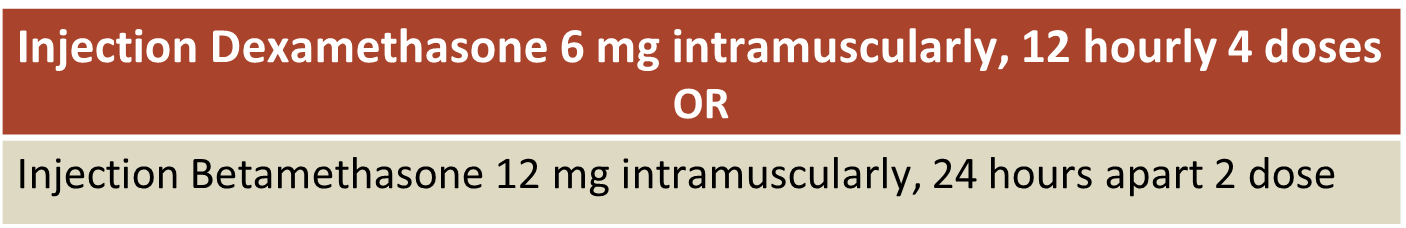 Injection Dexamethasone 6 mg intramuscularly, 12 hourly 4 doses
OR
Injection Betamethasone 12 mg intramuscularly, 24 hours apart 2 dose